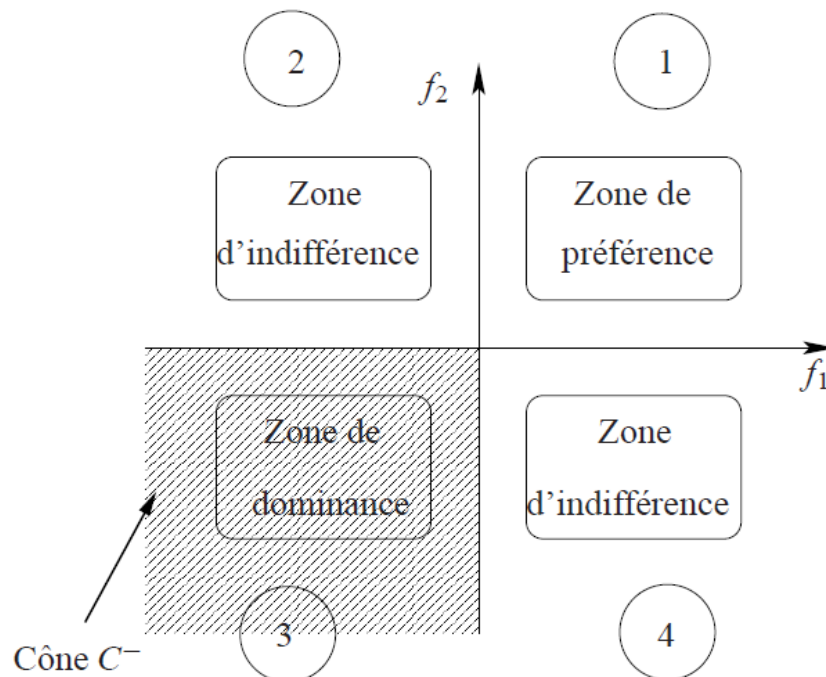 2
1
f₂
Zone
d'indifférence
Zone de
préférence
f₁
Zone de
dominance
Zone
d'indifférence
3
4
Cône C⁻